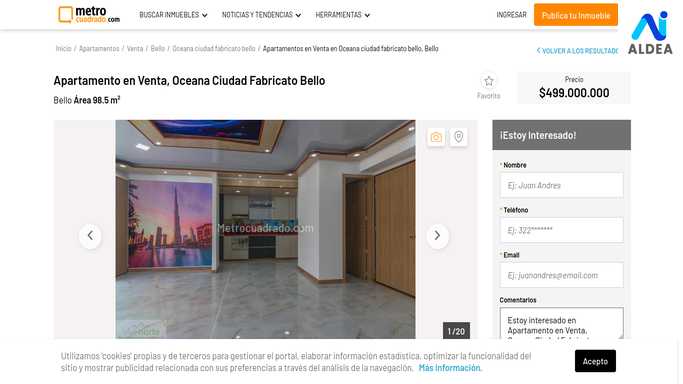 metro
cuadrado.com
BUSCAR INMUEBLES
NOTICIAS Y TENDENCIAS
HERRAMIENTAS
INGRESAR
Publica tu Inmueble
ALDEA
Inicio / Apartamentos / Venta / Bello / Oceana ciudad fabricato bello / Apartamentos en Venta en Oceana ciudad fabricato bello, Bello
VOLVER A LOS RESULTAD
Apartamento en Venta, Oceana Ciudad Fabricato Bello
Bello Área 98.5 m²
Favorito
Precio
$499.000.000
Metrocuadrado.com
norte
1 / 20
¡Estoy Interesado!
* Nombre
Ej: Juan Andres
* Teléfono
Ej: 322*******
* Email
Ej: juanandres@email.com
Comentarios
Estoy interesado en
Apartamento en Venta,
Utilizamos 'cookies' propias y de terceros para gestionar el portal, elaborar información estadística, optimizar la funcionalidad del
sitio y mostrar publicidad relacionada con sus preferencias a través del análisis de la navegación. Más información.
Acepto